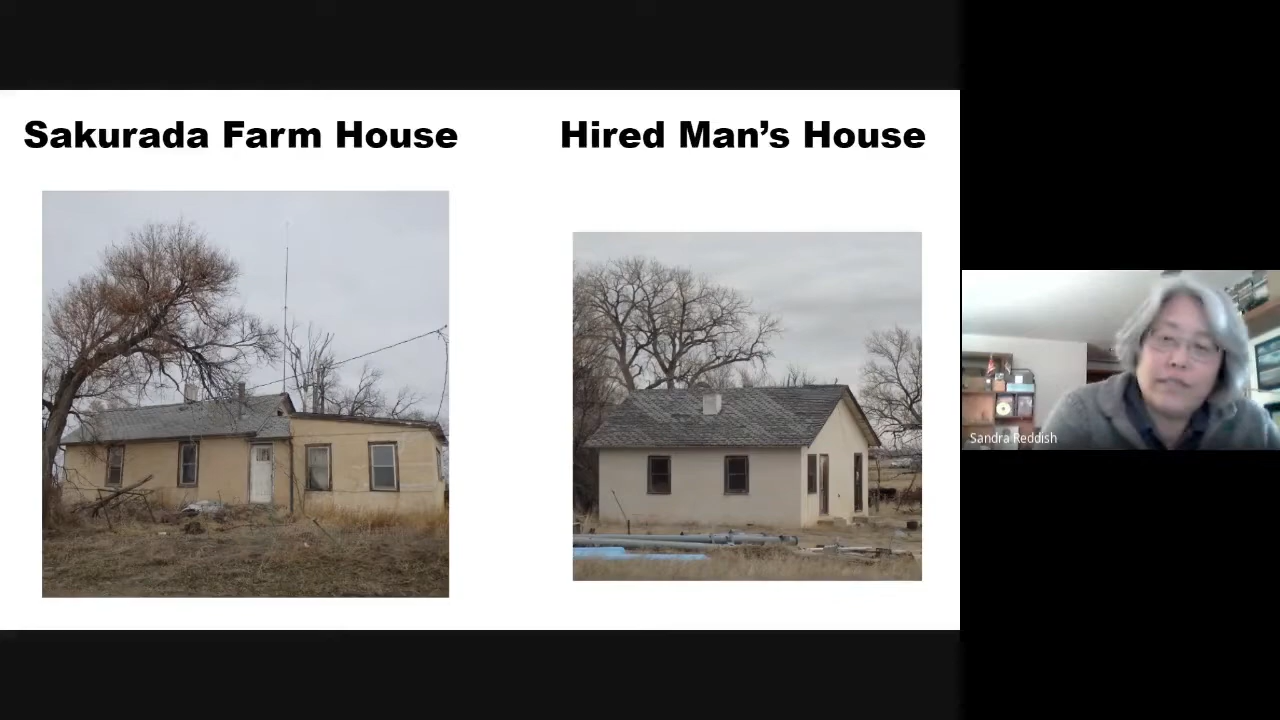 Sakurada Farm House
Hired Man’s House
Sandra Reddish